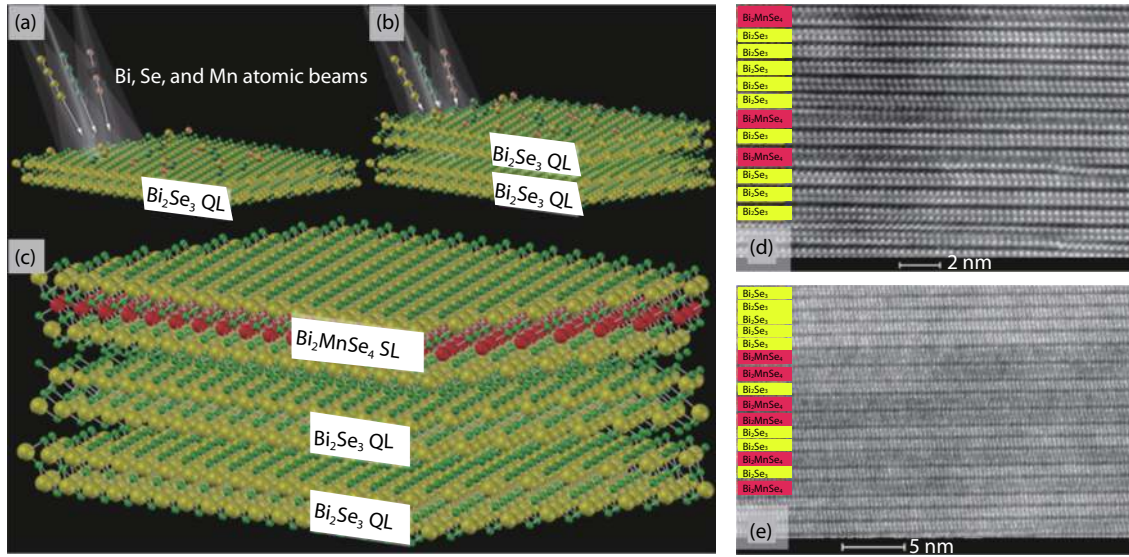 (a)
Bi, Se, and Mn atomic beams
Bi₂Se₃ QL
(b)
Bi₂Se₃ QL
Bi₂Se₃ QL
(c)
Bi₂MnSe₄ SL
Bi₂Se₃ QL
Bi₂Se₃ QL
Bi₂MnSe₄
Bi₂Se₃
Bi₂Se₃
Bi₂Se₃
Bi₂Se₃
Bi₂Se₃
Bi₂MnSe₄
Bi₂Se₃
Bi₂MnSe₄
Bi₂Se₃
Bi₂Se₃
Bi₂Se₃
(d)
2 nm
Bi₂Se₃
Bi₂Se₃
Bi₂Se₃
Bi₂Se₃
Bi₂Se₃
Bi₂MnSe₄
Bi₂MnSe₄
Bi₂Se₃
Bi₂MnSe₄
Bi₂MnSe₄
Bi₂Se₃
Bi₂Se₃
Bi₂MnSe₄
Bi₂Se₃
Bi₂MnSe₄
(e)
5 nm